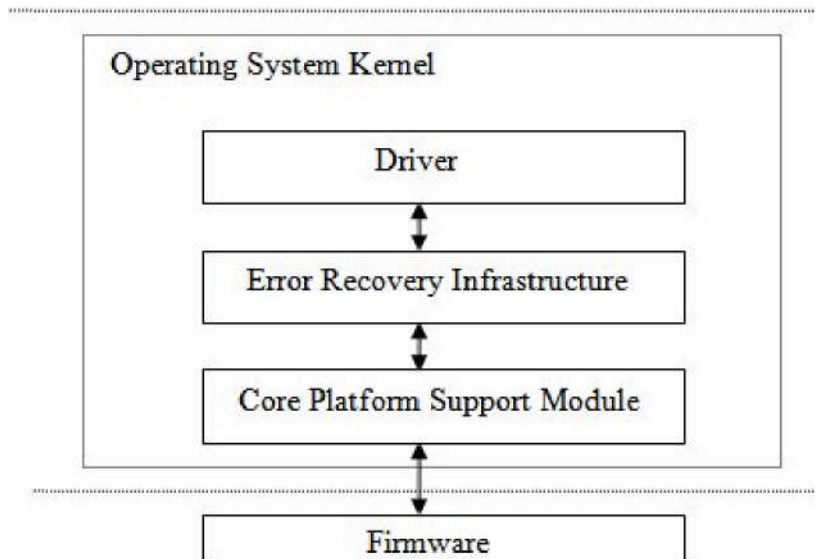 Operating System Kernel
Driver
Error Recovery Infrastructure
Core Platform Support Module
Firmware